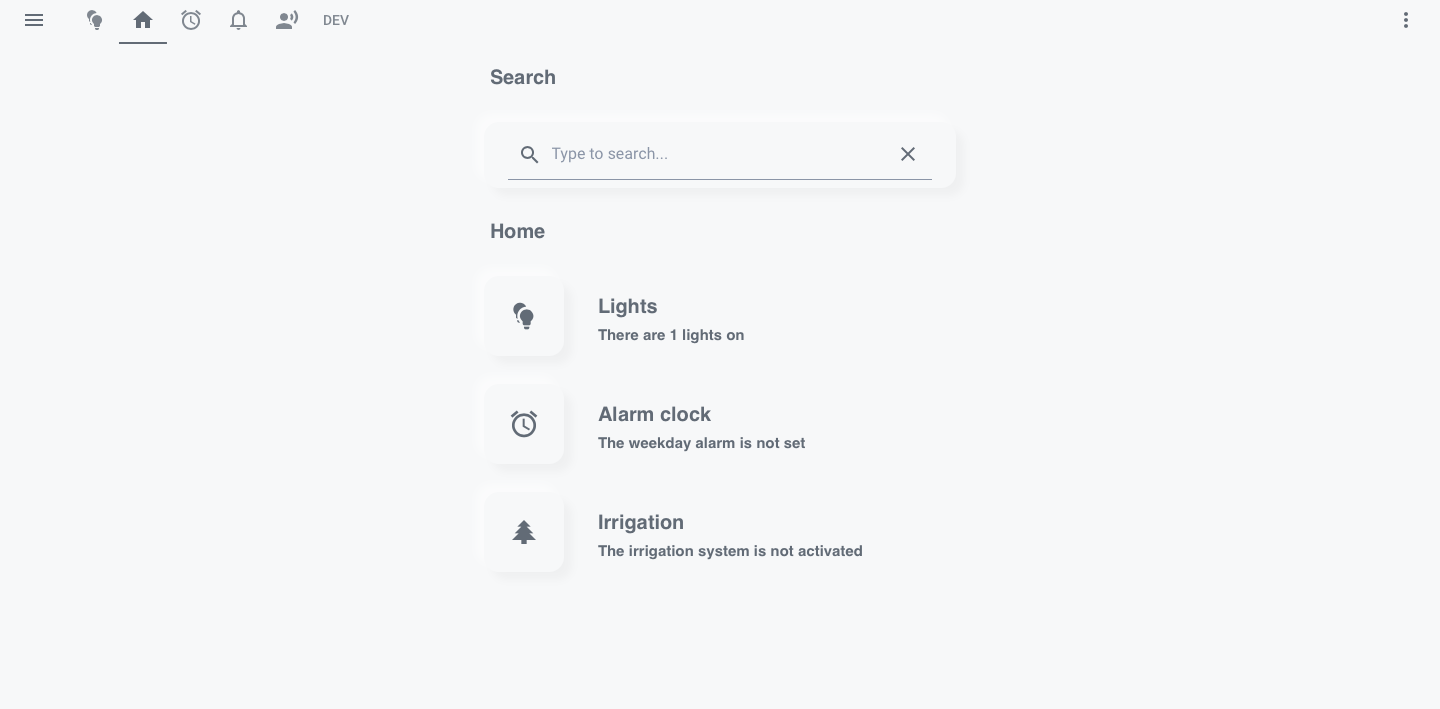 DEV
Search
Type to search...
Home
Lights
There are 1 lights on
Alarm clock
The weekday alarm is not set
Irrigation
The irrigation system is not activated